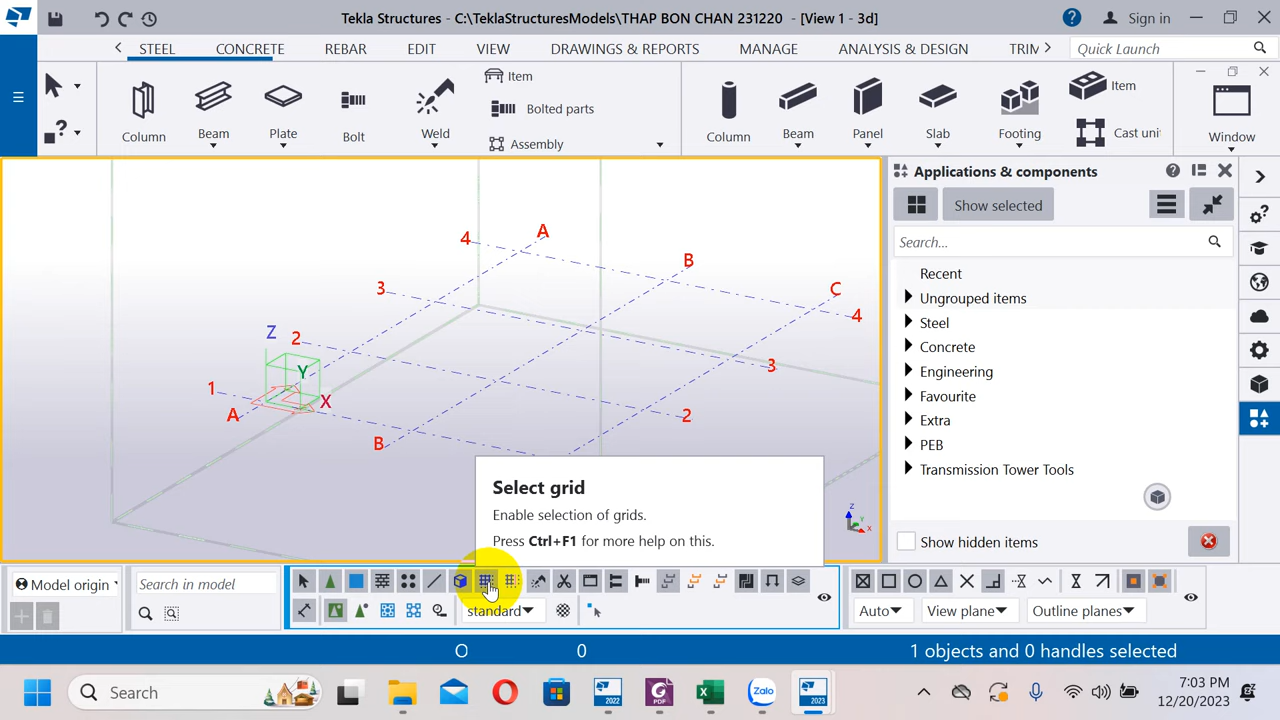 Tekla Structures - C:\TeklaStructuresModels\THAP BON CHAN 231220 - [View 1 - 3d]
Sign in
STEEL CONCRETE REBAR EDIT VIEW DRAWINGS & REPORTS MANAGE ANALYSIS & DESIGN TRIM
Quick Launch
Column
Beam
Plate
Bolt
Weld
Item
Bolted parts
Assembly
Column
Beam
Panel
Slab
Footing
Item
Cast uni
Window
Applications & components
Show selected
Search...
Recent
Ungrouped items
Steel
Concrete
Engineering
Favourite
Extra
PEB
Transmission Tower Tools
Show hidden items
4 A
B
3
C
Z 2
4
Y
3
1
X
A
2
B
Select grid
Enable selection of grids.
Press Ctrl+F1 for more help on this.
Z
Y
X
Model origin
Search in model
standard
Auto
View plane
Outline planes
O 0 1 objects and 0 handles selected
Search
2022
PDF
Zalo
2023
7:03 PM
12/20/2023